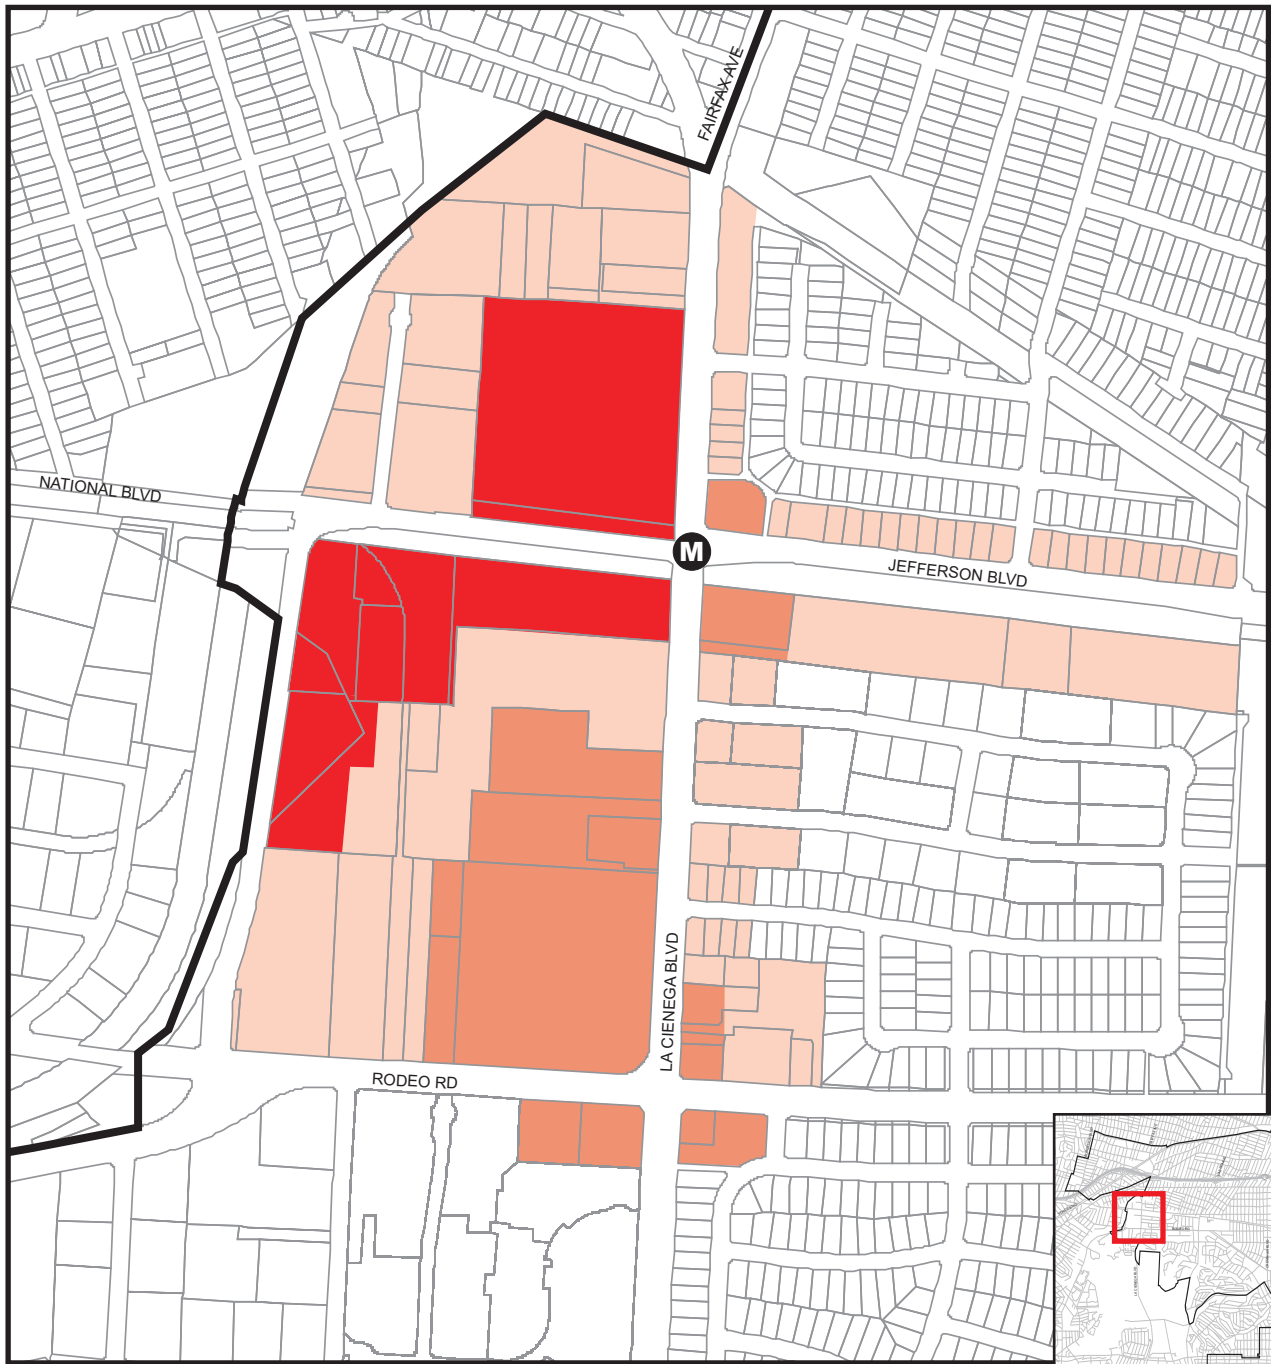 FAIRFAX AVE
NATIONAL BLVD
M
JEFFERSON BLVD
LA CIENEGA BLVD
RODEO RD